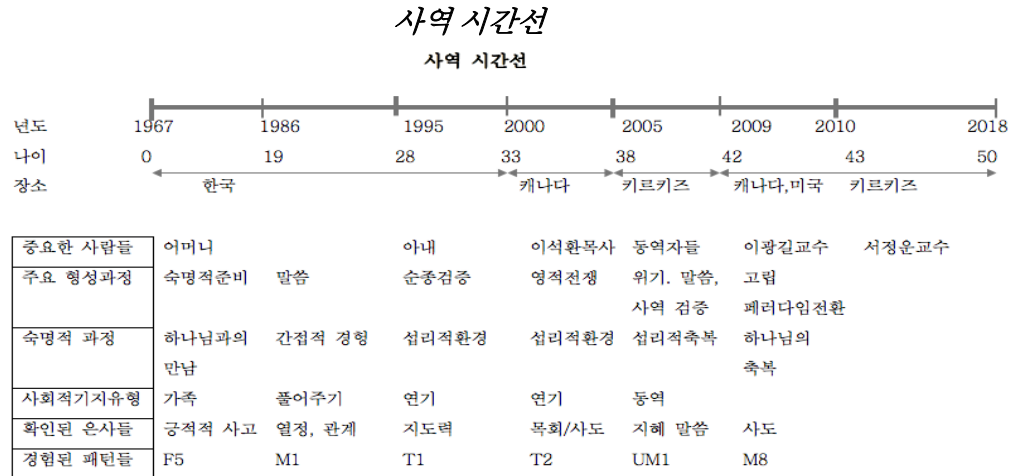 사역 시간선
사역 시간선
년도 1967 1986 1995 2000 2005 2009 2010 2018
나이 0 19 28 33 38 42 43 50
장소 한국 캐나다 키르키즈 캐나다,미국 키르키즈
중요한 사람들 어머니 아내 이석환목사 동역자들 이광길교수 서정운교수
주요 형성과정 숙명적준비 말씀 순종검증 영적전쟁 위기. 말씀, 고립
사역 검증 페러다임전환
숙명적 과정 하나님과의 간접적 경형 섭리적환경 섭리적환경 섭리적축복 하나님의
만남 축복
사회적기지유형 가족 풀어주기 연기 연기 동역
확인된 은사들 긍적적 사고 열정, 관계 지도력 목회/사도 지혜 말씀 사도
경험된 패턴들 F5 M1 T1 T2 UM1 M8